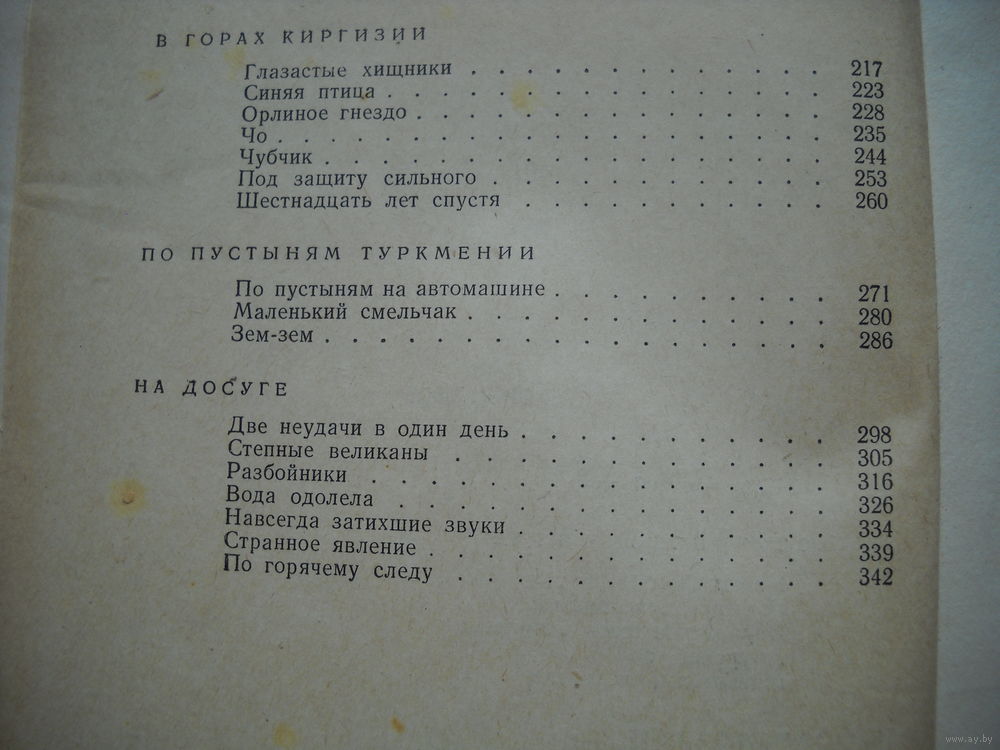 В ГОРАХ КИРГИЗИИ
Глазастые хищники . . . . . . . . . . . . . 217
Синяя птица . . . . . . . . . . . . . . . . 223
Орлиное гнездо . . . . . . . . . . . . . . . 228
Чо . . . . . . . . . . . . . . . . . . . . 235
Чубчик . . . . . . . . . . . . . . . . . . 244
Под защиту сильного . . . . . . . . . . . . 253
Шестнадцать лет спустя . . . . . . . . . . . 260
ПО ПУСТЫНЯМ ТУРКМЕНИИ
По пустыням на автомашине . . . . . . . . . . 271
Маленький смельчак . . . . . . . . . . . . . 280
Зем-зем . . . . . . . . . . . . . . . . . . 286
НА ДОСУГЕ
Две неудачи в один день . . . . . . . . . . . 298
Степные великаны . . . . . . . . . . . . . . 305
Разбойники . . . . . . . . . . . . . . . . . 316
Вода одолела . . . . . . . . . . . . . . . . 326
Навсегда затихшие звуки . . . . . . . . . . . 334
Странное явление . . . . . . . . . . . . . . 339
По горячему следу . . . . . . . . . . . . . 342
www.ay.by